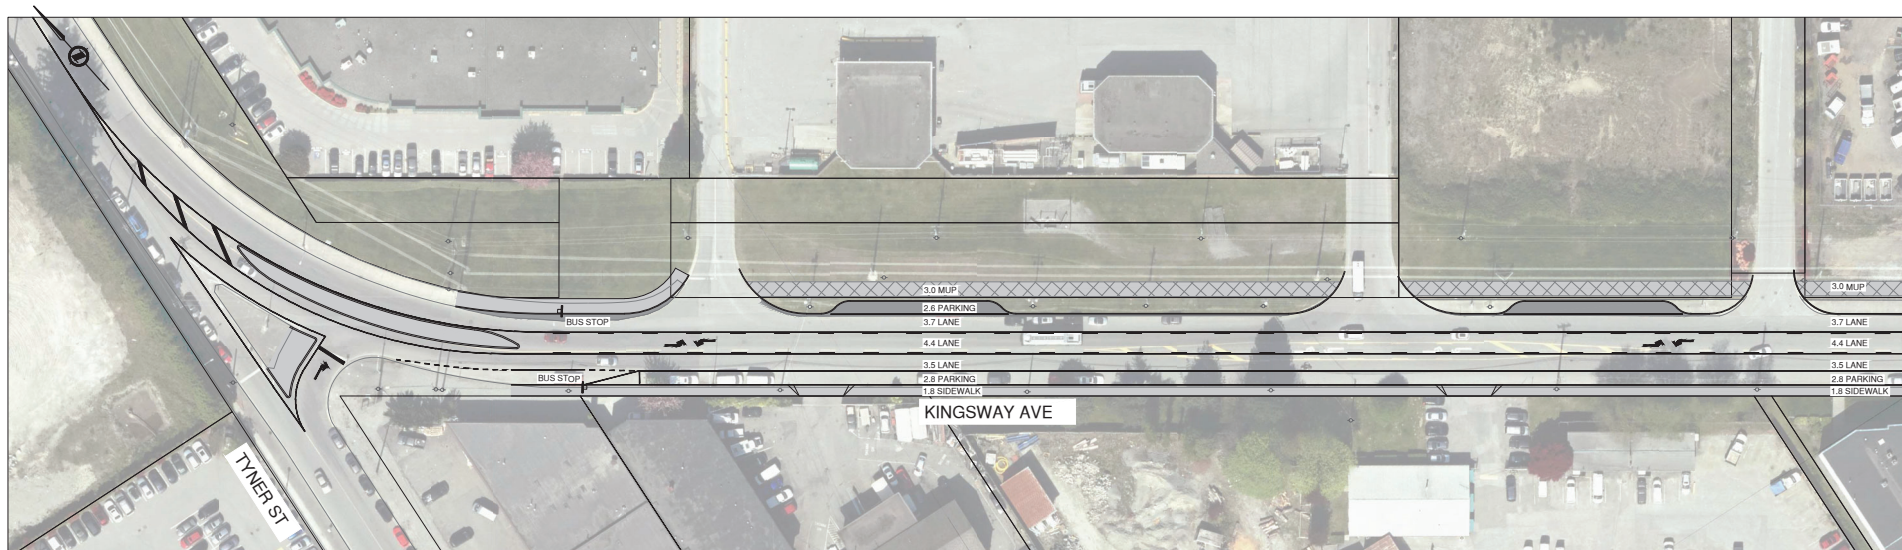 3.0 MUP
2.6 PARKING
3.7 LANE
4.4 LANE
3.5 LANE
2.8 PARKING
1.8 SIDEWALK
BUS STOP
BUS STOP
KINGSWAY AVE
TYNER ST
3.0 MUP
3.7 LANE
4.4 LANE
3.5 LANE
2.8 PARKING
1.8 SIDEWALK